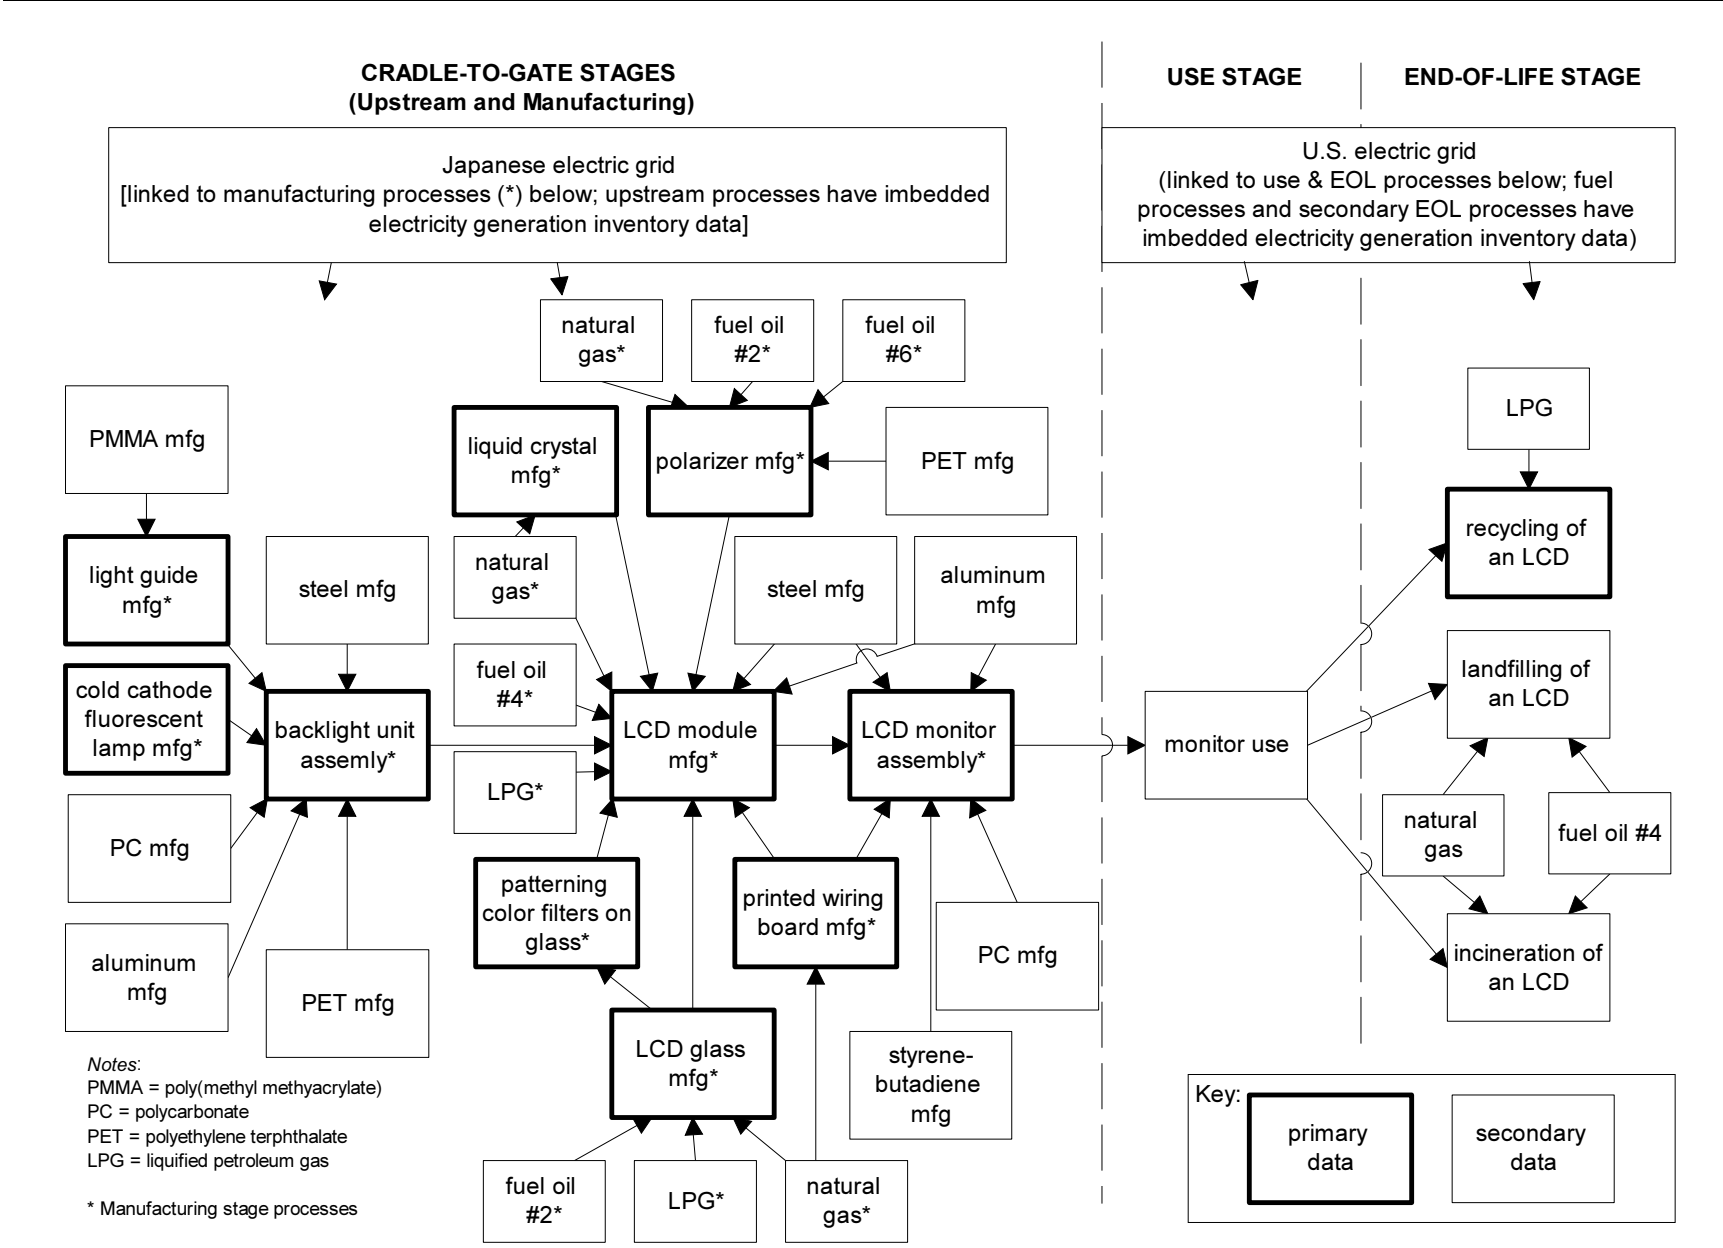 CRADLE-TO-GATE STAGES
(Upstream and Manufacturing)
USE STAGE
END-OF-LIFE STAGE
Japanese electric grid
[linked to manufacturing processes (*) below; upstream processes have imbedded
electricity generation inventory data]
U.S. electric grid
(linked to use & EOL processes below; fuel
processes and secondary EOL processes have
imbedded electricity generation inventory data)
natural
gas*
fuel oil
#2*
fuel oil
#6*
LPG
PMMA mfg
liquid crystal
mfg*
polarizer mfg*
PET mfg
recycling of
an LCD
light guide
mfg*
steel mfg
natural
gas*
steel mfg
aluminum
mfg
fuel oil
#4*
landfilling of
an LCD
cold cathode
fluorescent
lamp mfg*
backlight unit
assemly*
LCD module
mfg*
LCD monitor
assembly*
monitor use
LPG*
PC mfg
natural
gas
fuel oil #4
patterning
color filters on
glass*
printed wiring
board mfg*
PC mfg
incineration of
an LCD
aluminum
mfg
PET mfg
LCD glass
mfg*
styrene-
butadiene
mfg
fuel oil
#2*
LPG*
natural
gas*
Notes:
PMMA = poly(methyl methyacrylate)
PC = polycarbonate
PET = polyethylene terphthalate
LPG = liquified petroleum gas
* Manufacturing stage processes
Key:
primary
data
secondary
data